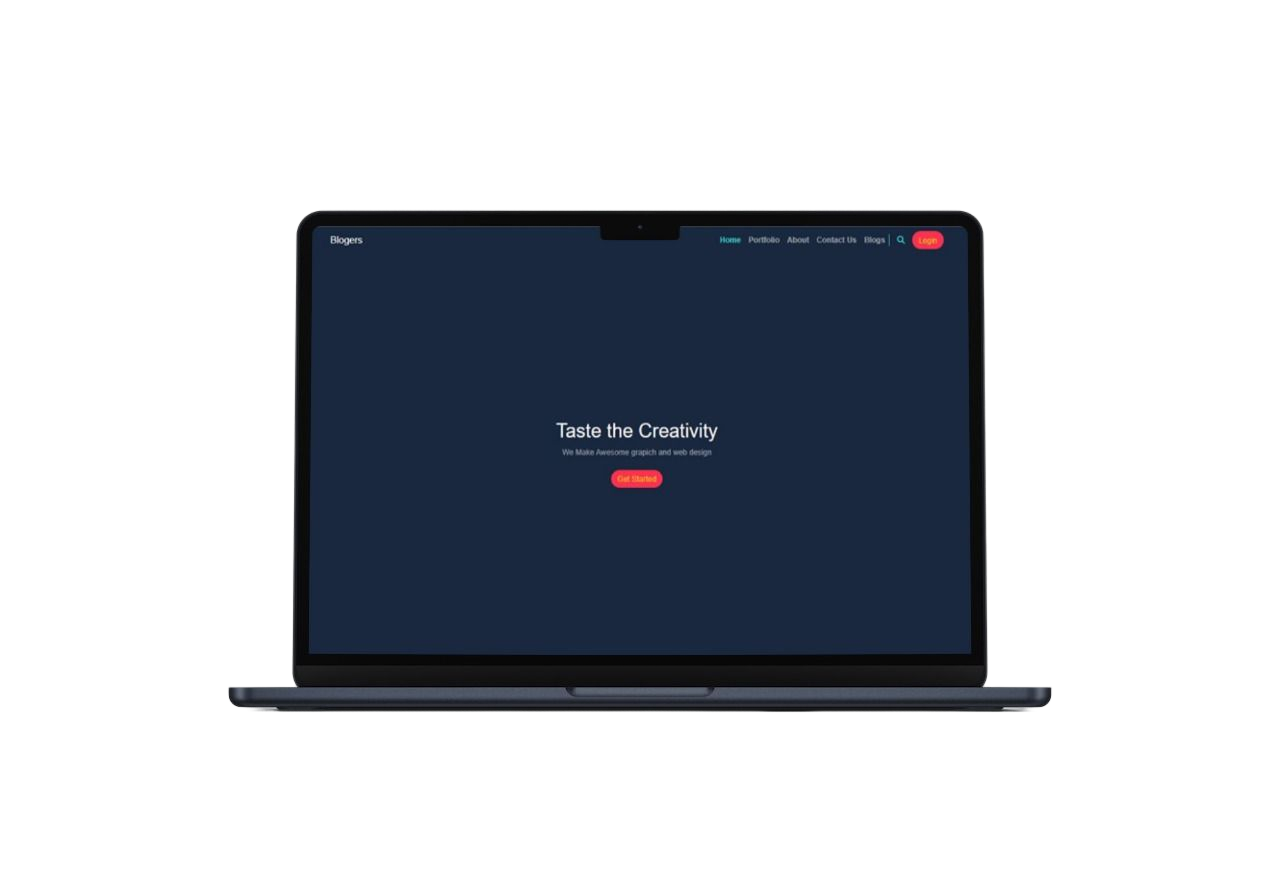 Blogers
Home Portfolio About Contact Us Blogs Login
Taste the Creativity
We Make Awesome grapich and web design
Get Started